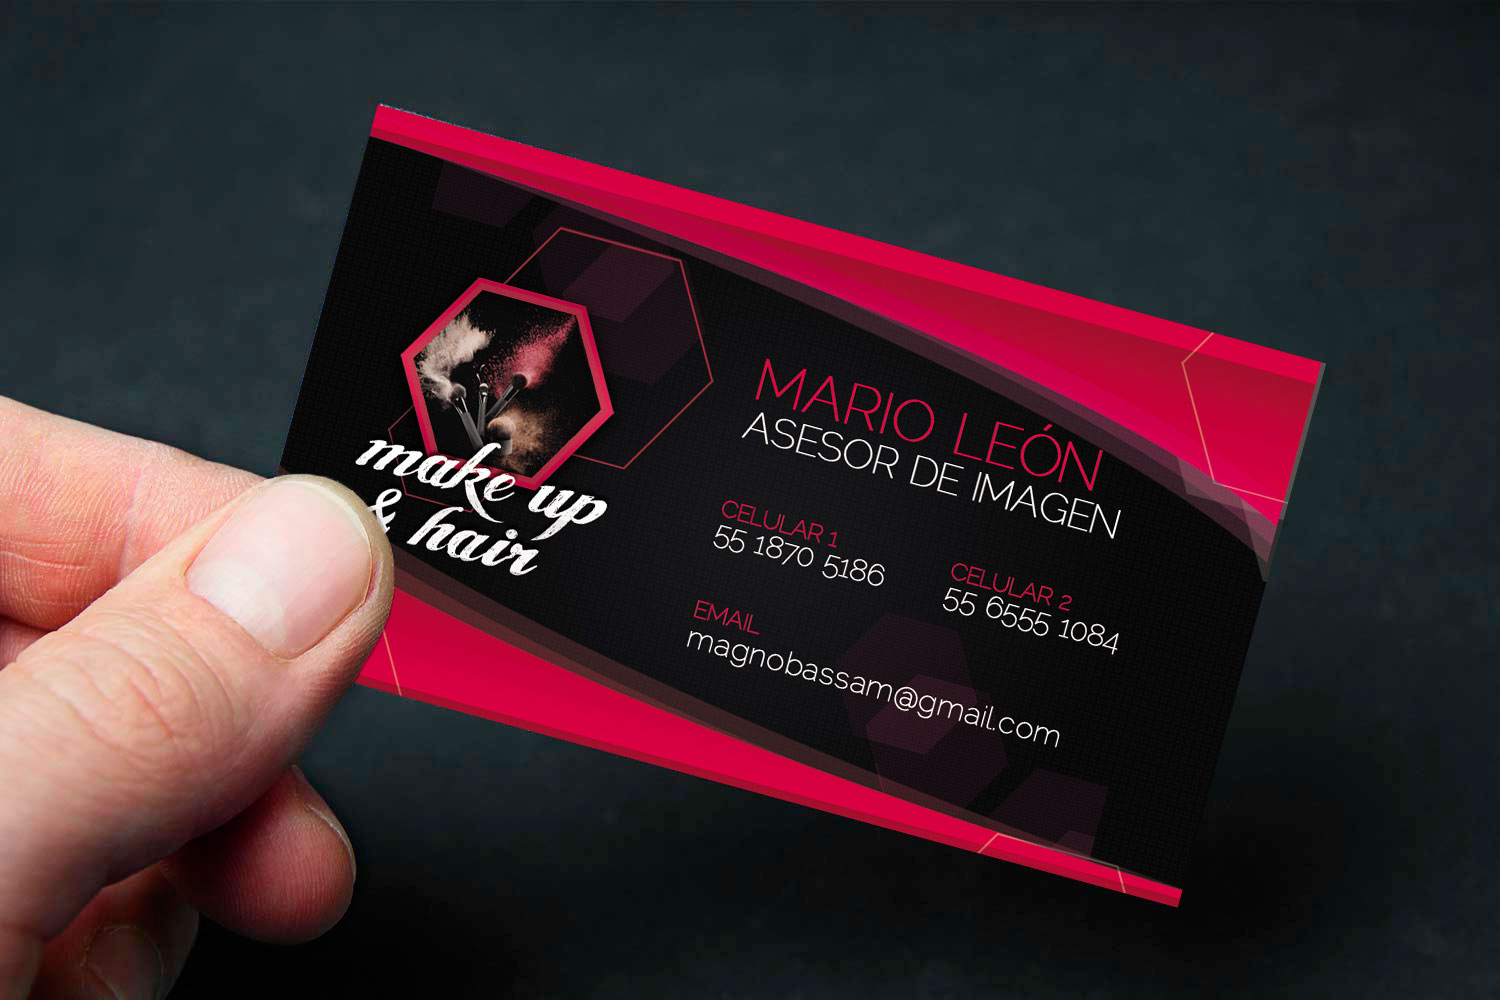 make up
& hair
MARIO LEÓN
ASESOR DE IMAGEN
CELULAR 1
55 1870 5186
CELULAR 2
55 6555 1084
EMAIL
magnobassam@gmail.com